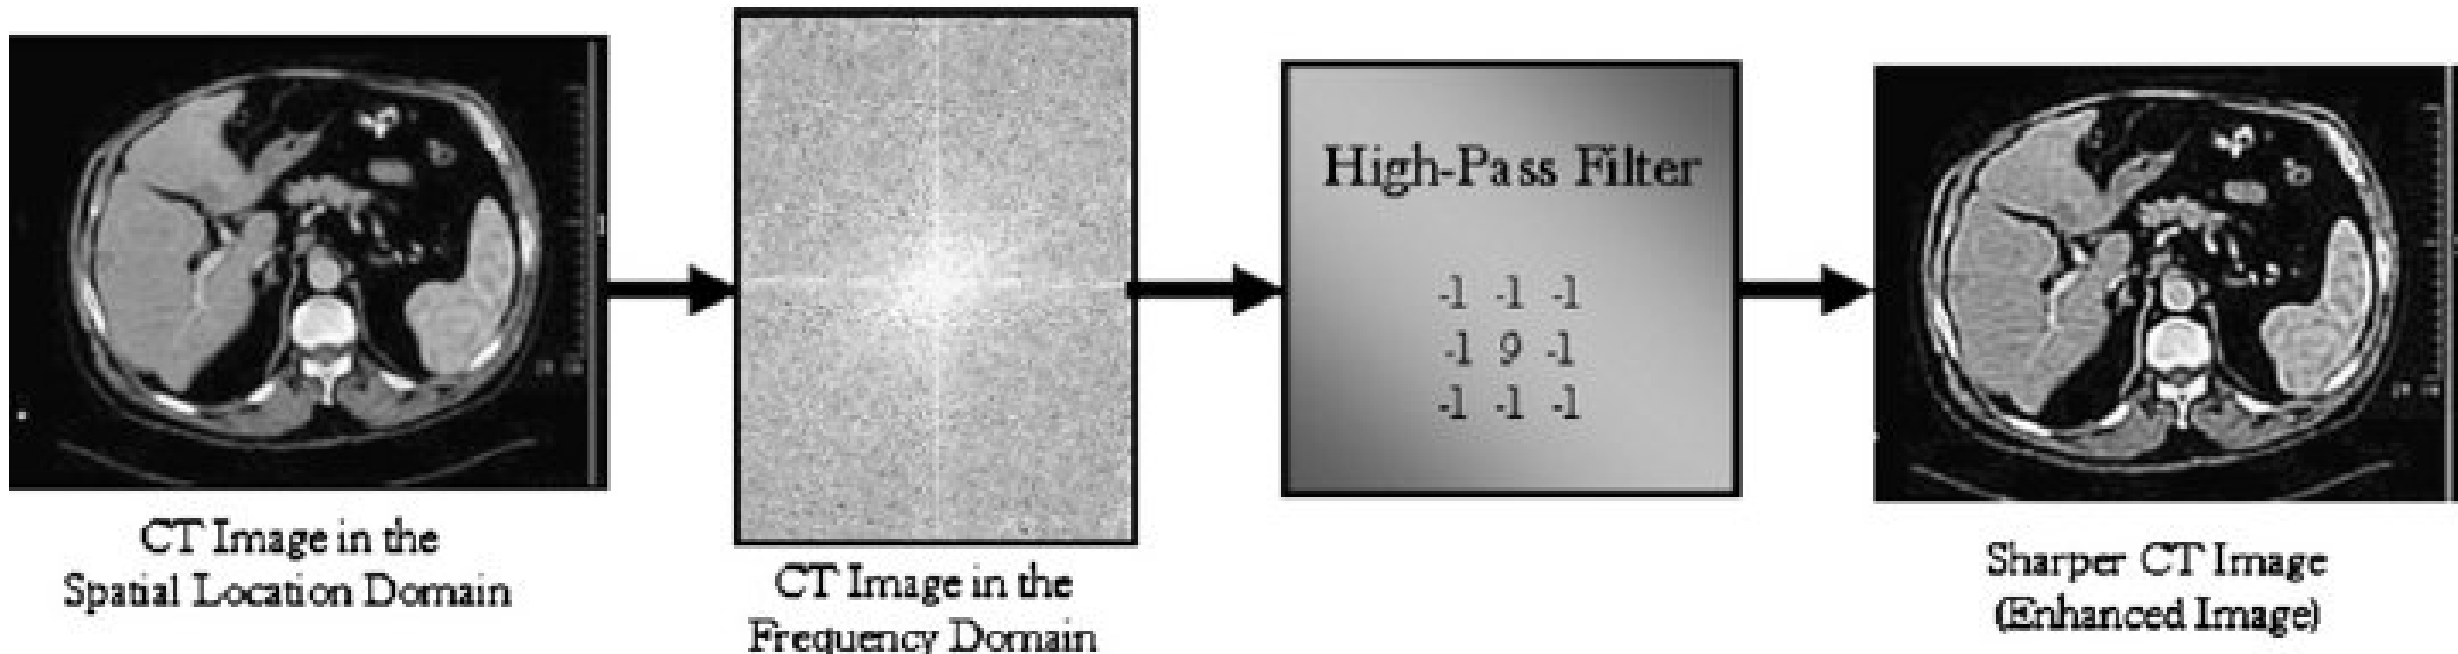 CT Image in the
Spatial Location Domain
CT Image in the
Frequency Domain
High-Pass Filter
-1 -1 -1
-1 9 -1
-1 -1 -1
Sharper CT Image
(Enhanced Image)